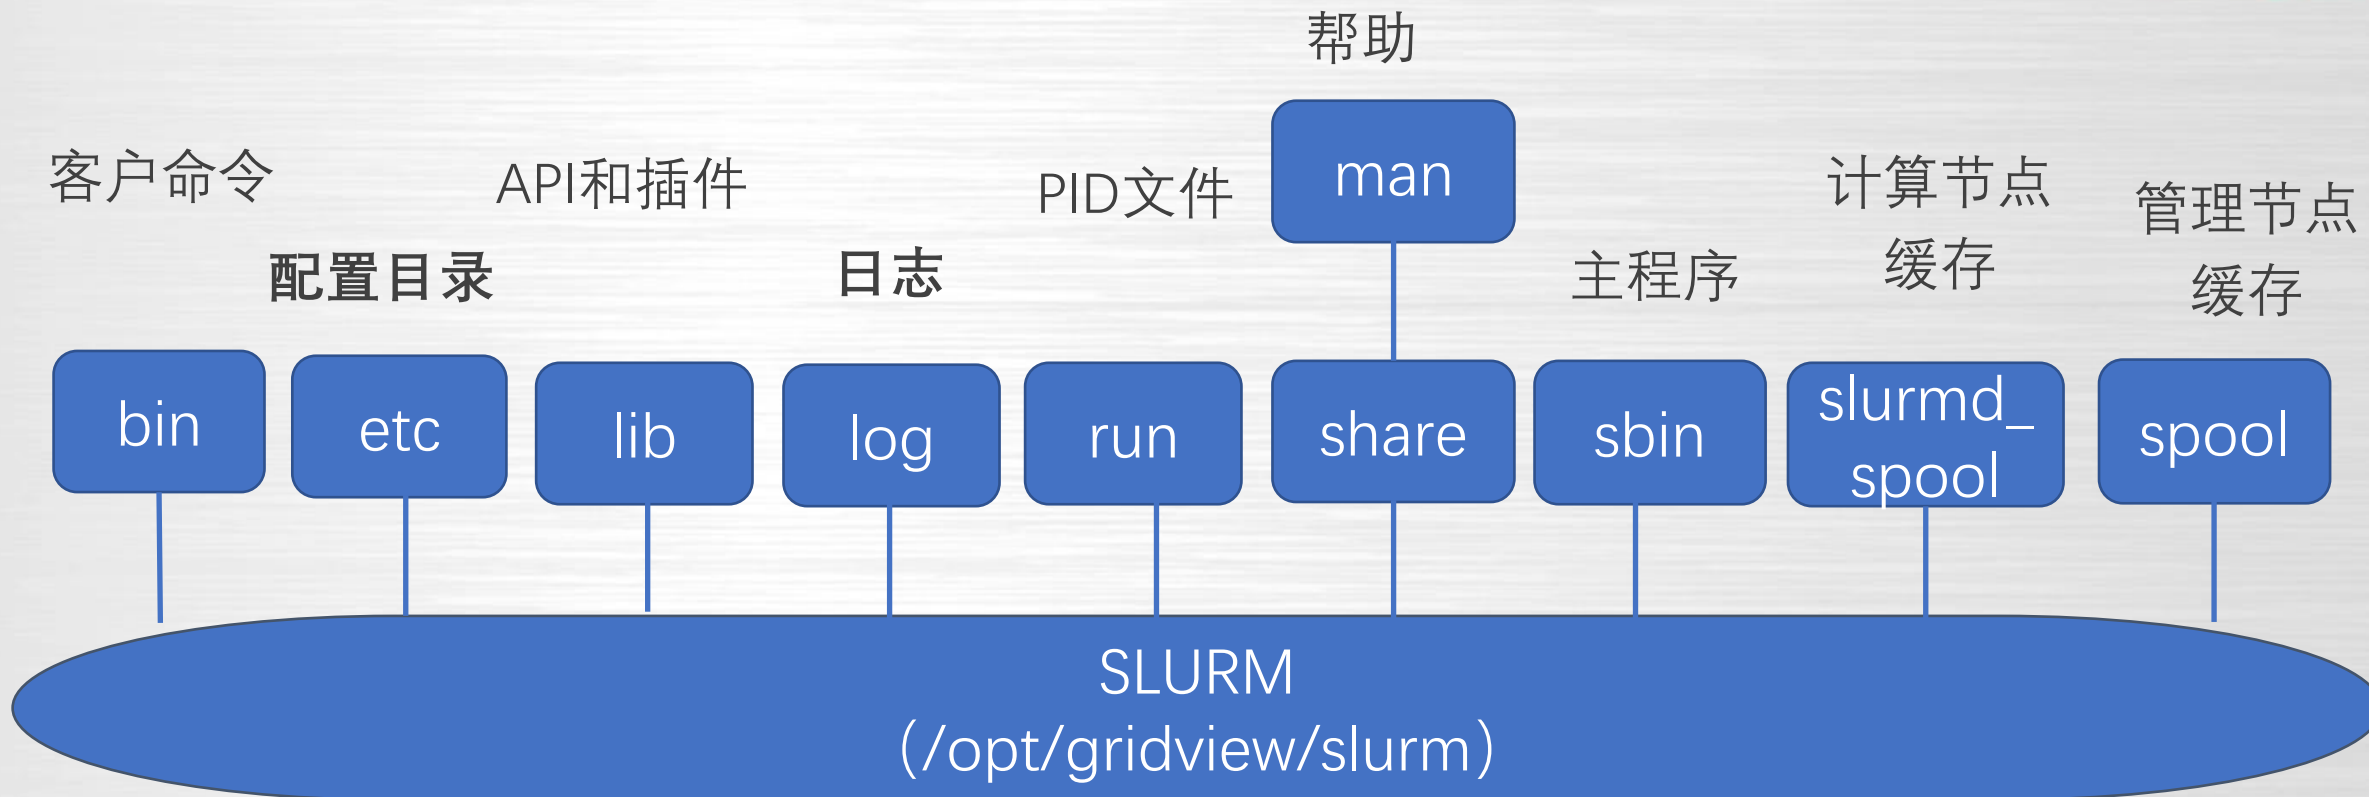 帮助
man
客户命令
API和插件
PID文件
计算节点
缓存
管理节点
缓存
配置目录
日志
主程序
bin
etc
lib
log
run
share
sbin
slurmd_
spool
spool
SLURM
（/opt/gridview/slurm）